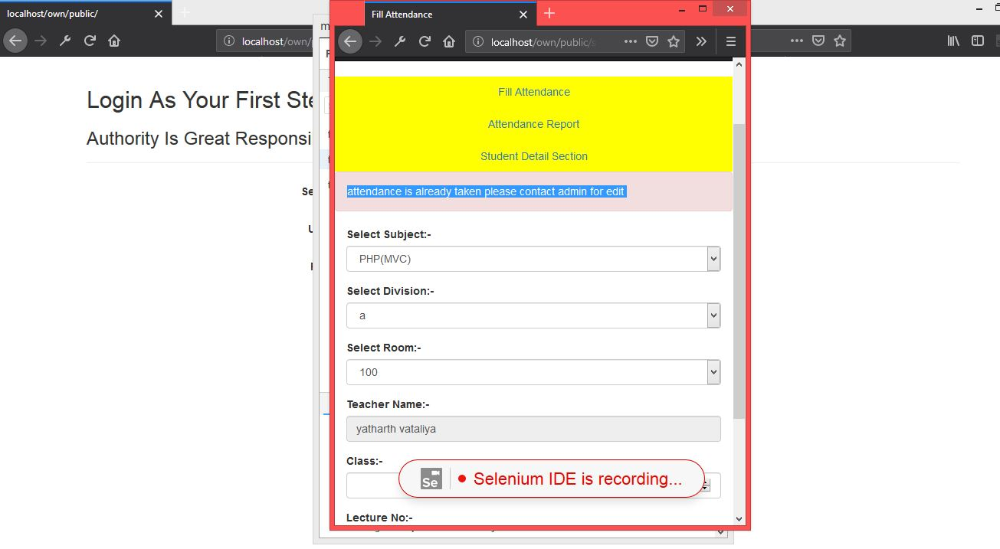 localhost/own/public/
Fill Attendance
localhost/own/
localhost/own/public/
Login As Your First
Authority Is Great
Fill Attendance
Attendance Report
Student Detail Section
attendance is already taken please contact admin for edit
Select Subject:-
PHP(MVC)
Select Division:-
a
Select Room:-
100
Teacher Name:-
yatharth vataliya
Class:-
Se
Selenium IDE is recording...
Lecture No:-